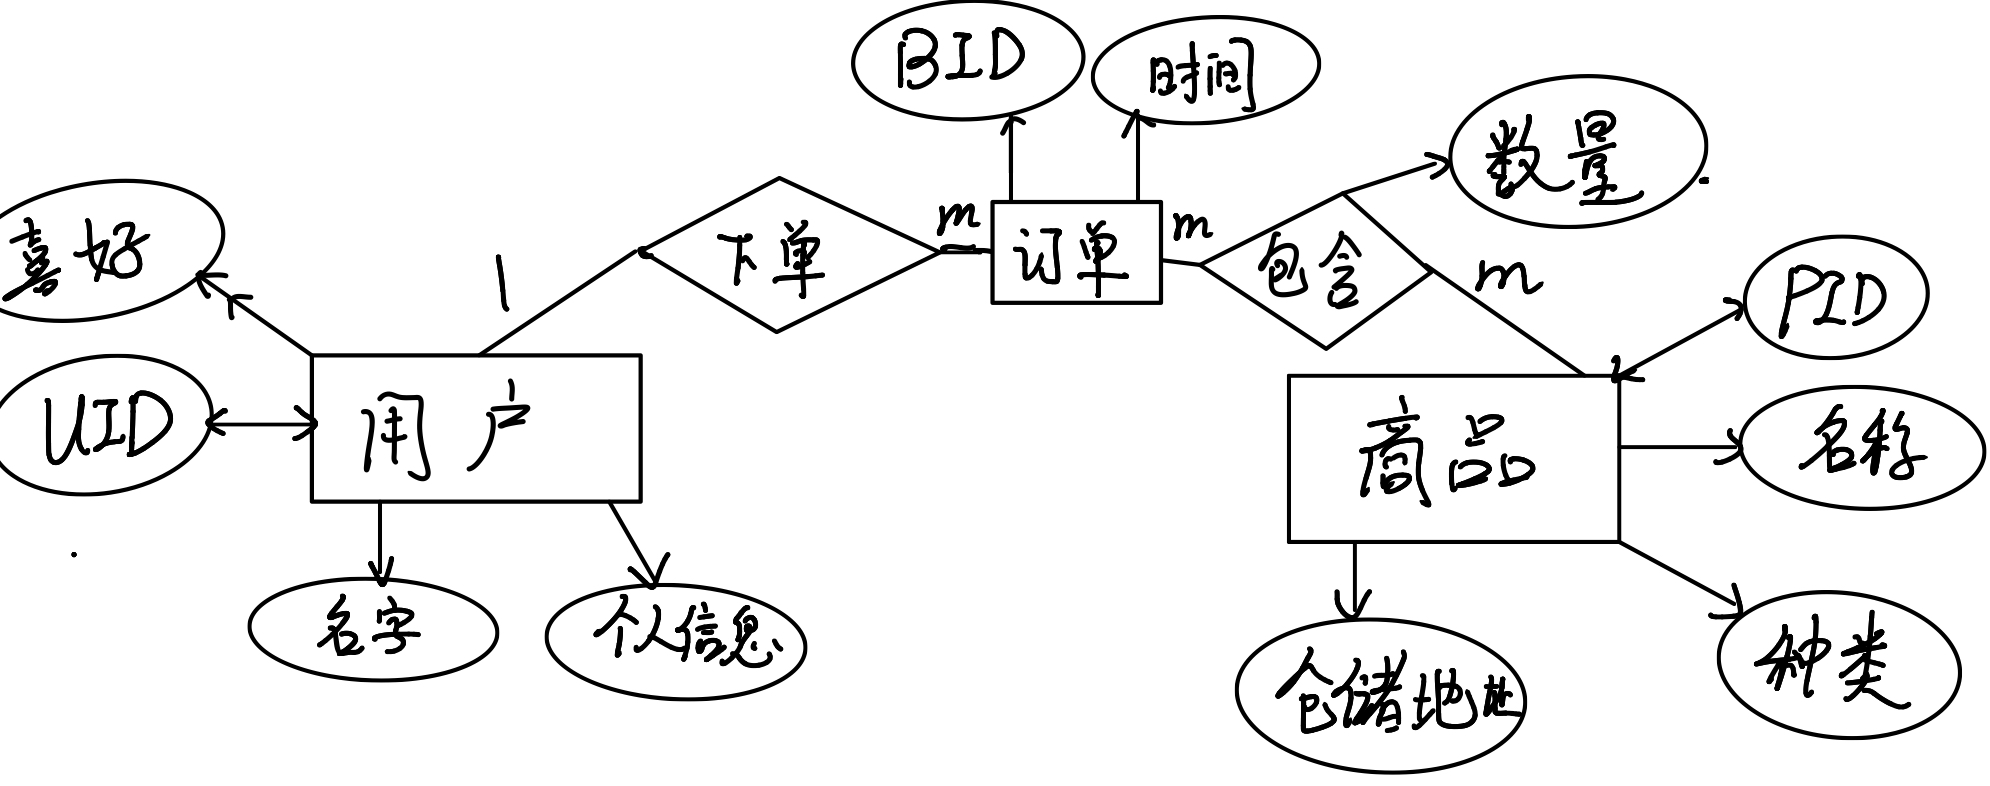 BID
时间
数量
喜好
1
下单
m
订单
m
包含
m
PID
UID
用户
商品
名称
名字
个人信息
仓储地址
种类